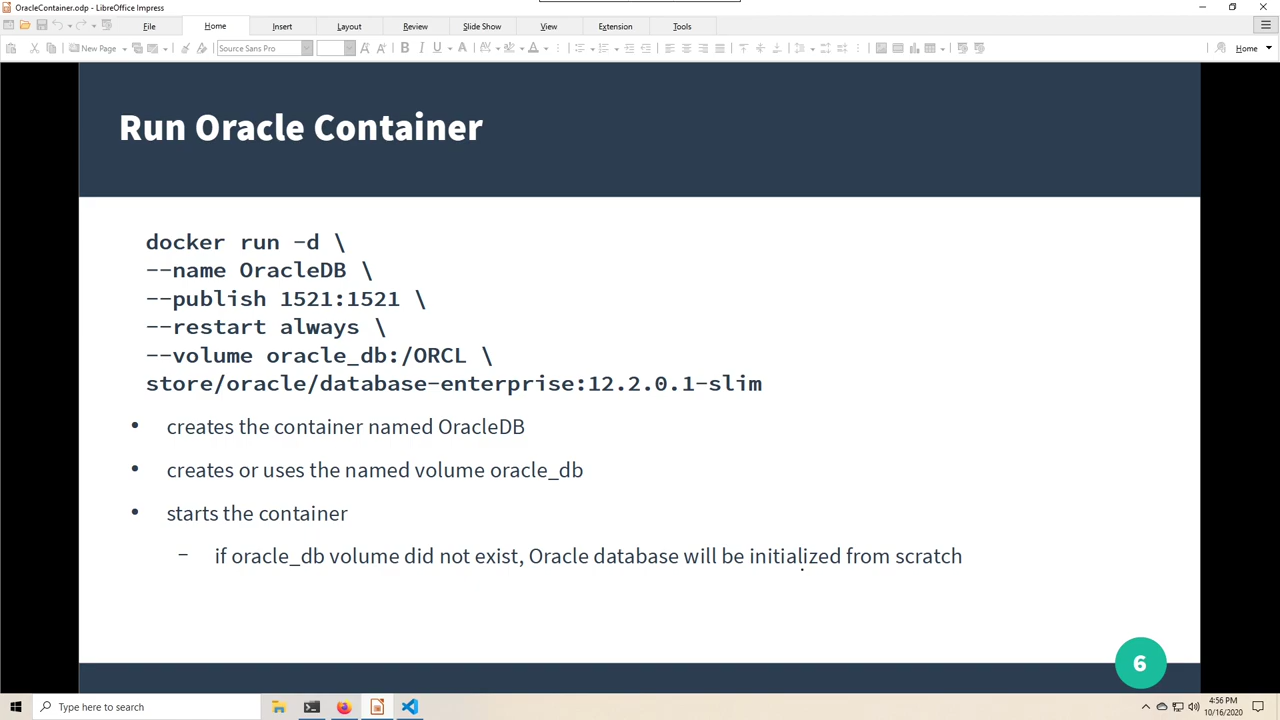 OracleContainer.odp - LibreOffice Impress
File Home Insert Layout Review Slide Show View Extension Tools
New Page Source Sans Pro Home
Run Oracle Container
docker run -d \
--name OracleDB \
--publish 1521:1521 \
--restart always \
--volume oracle_db:/ORCL \
store/oracle/database-enterprise:12.2.0.1-slim
• creates the container named OracleDB
• creates or uses the named volume oracle_db
• starts the container
– if oracle_db volume did not exist, Oracle database will be initialized from scratch
6
Type here to search
4:56 PM
10/16/2020